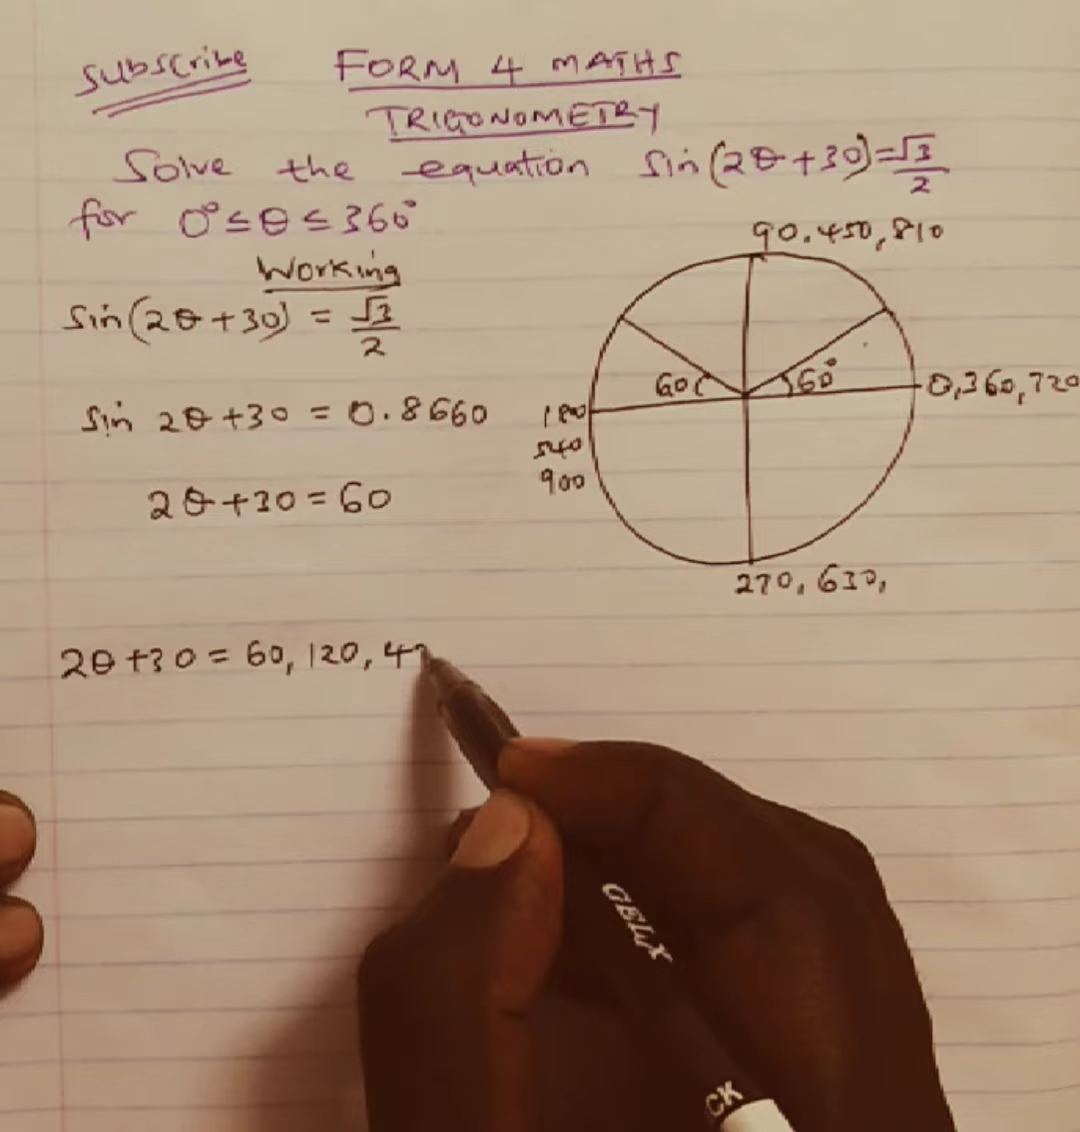 Subscribe FORM 4 MATHS
TRIGONOMETRY
Solve the equation Sin(2θ+30)=√3/2
for 0°≤θ≤360°
Working
Sin(2θ+30) = √3/2
Sin 2θ+30 = 0.8660
2θ+30=60
90.450,810
60 60°
0,360,720
180
540
900
270,630,
2θ+30=60,120,42
GELX
CK